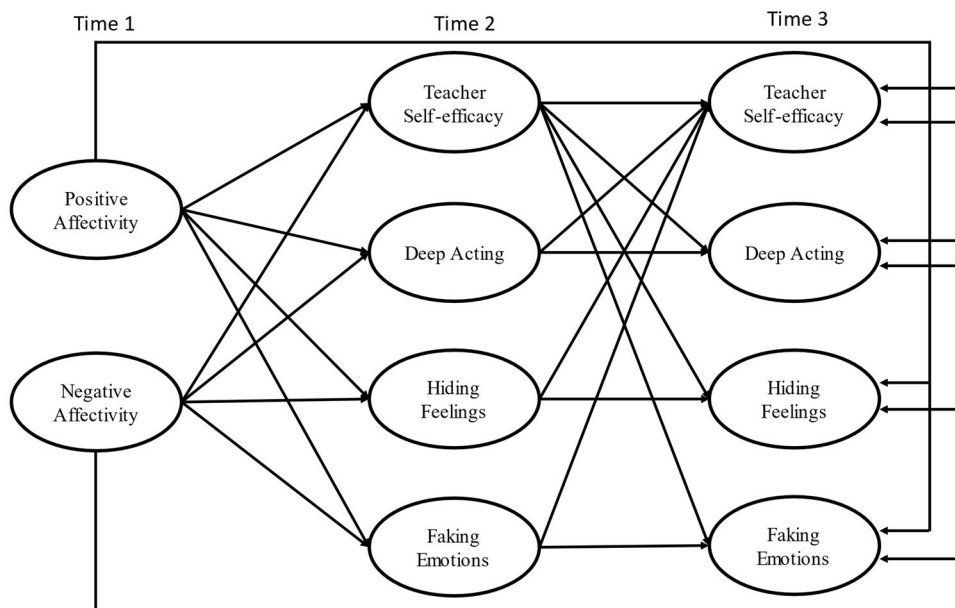 Time 1
Time 2
Time 3
Positive
Affectivity
Negative
Affectivity
Teacher
Self-efficacy
Deep Acting
Hiding
Feelings
Faking
Emotions
Teacher
Self-efficacy
Deep Acting
Hiding
Feelings
Faking
Emotions